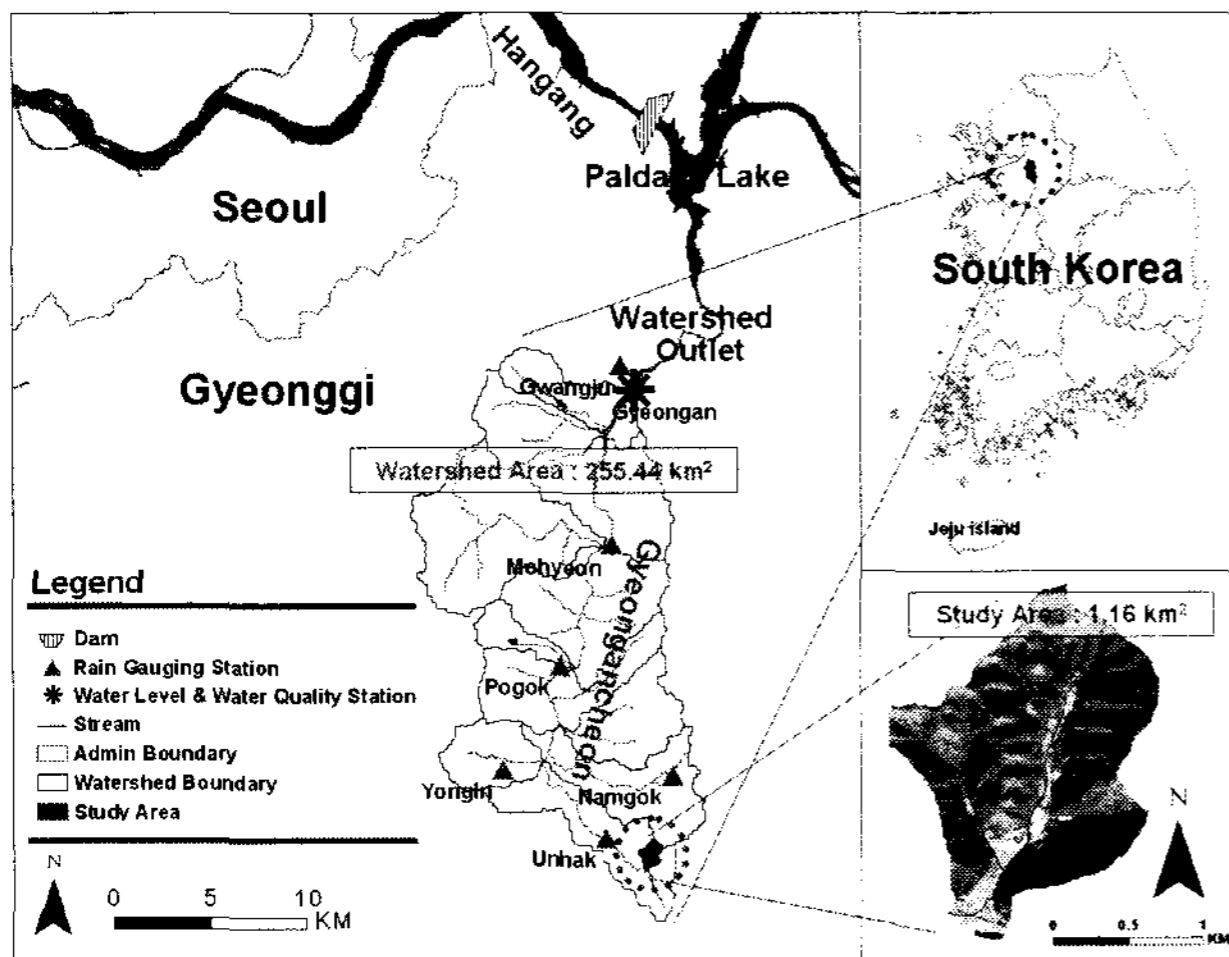 Hangang
Palda Lake
Seoul
South Korea
Watershed
Outlet
Gwangju
Gyeonggi
Gyeongan
Watershed Area : 255.44 km²
Jeju island
Mohyeon
Gyeongancheon
Legend
Dam
Rain Gauging Station
Water Level & Water Quality Station
Stream
Admin Boundary
Watershed Boundary
Study Area
Pogok
Yongin
Namgok
Unhak
Study Area : 1.16 km²
N
0 5 10
KM
N
0 0.5 1
KM